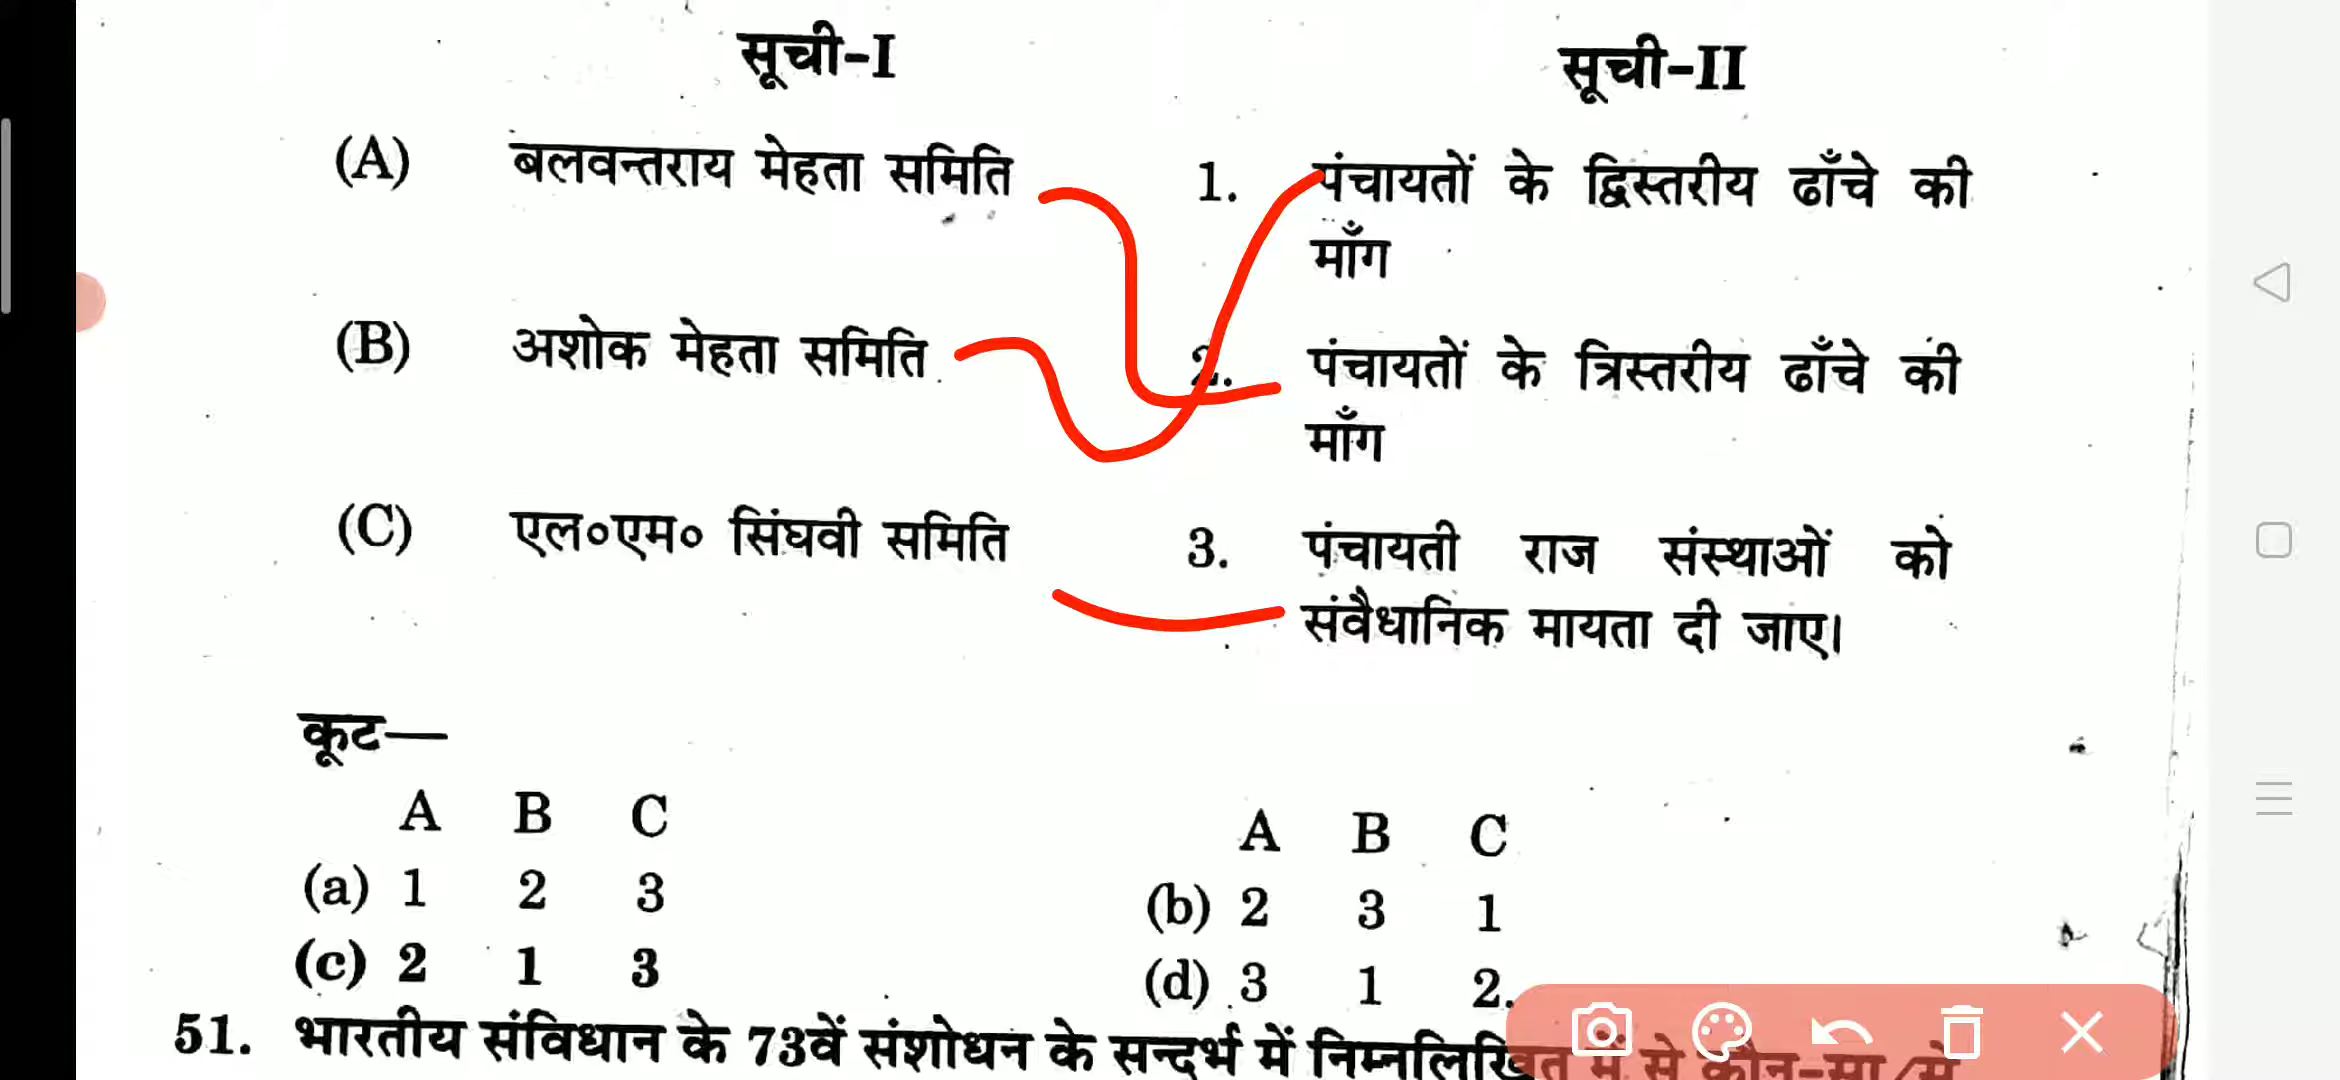 सूची-I सूची-II
(A) बलवन्तराय मेहता समिति 1. पंचायतों के द्विस्तरीय ढाँचे की
माँग
(B) अशोक मेहता समिति 2. पंचायतों के त्रिस्तरीय ढाँचे की
माँग
(C) एल०एम० सिंघवी समिति 3. पंचायती राज संस्थाओं को
संवैधानिक मायता दी जाए।
कूट—
A B C A B C
(a) 1 2 3 (b) 2 3 1
(c) 2 1 3 (d) 3 1 2.
51. भारतीय संविधान के 73वें संशोधन के सन्दर्भ में निम्नलिखित में से कौन-सा/से